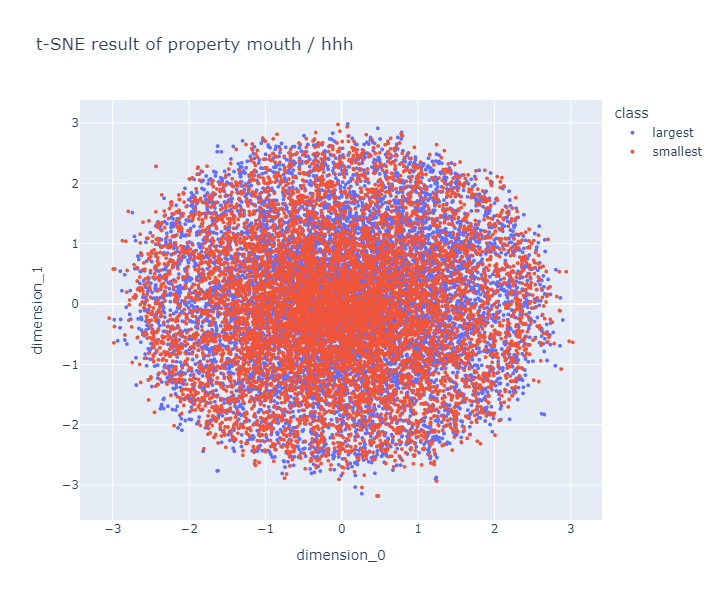 t-SNE result of property mouth / hhh
class
largest
smallest
3
2
1
0
−1
−2
−3
dimension_1
−3
−2
−1
0
1
2
3
dimension_0